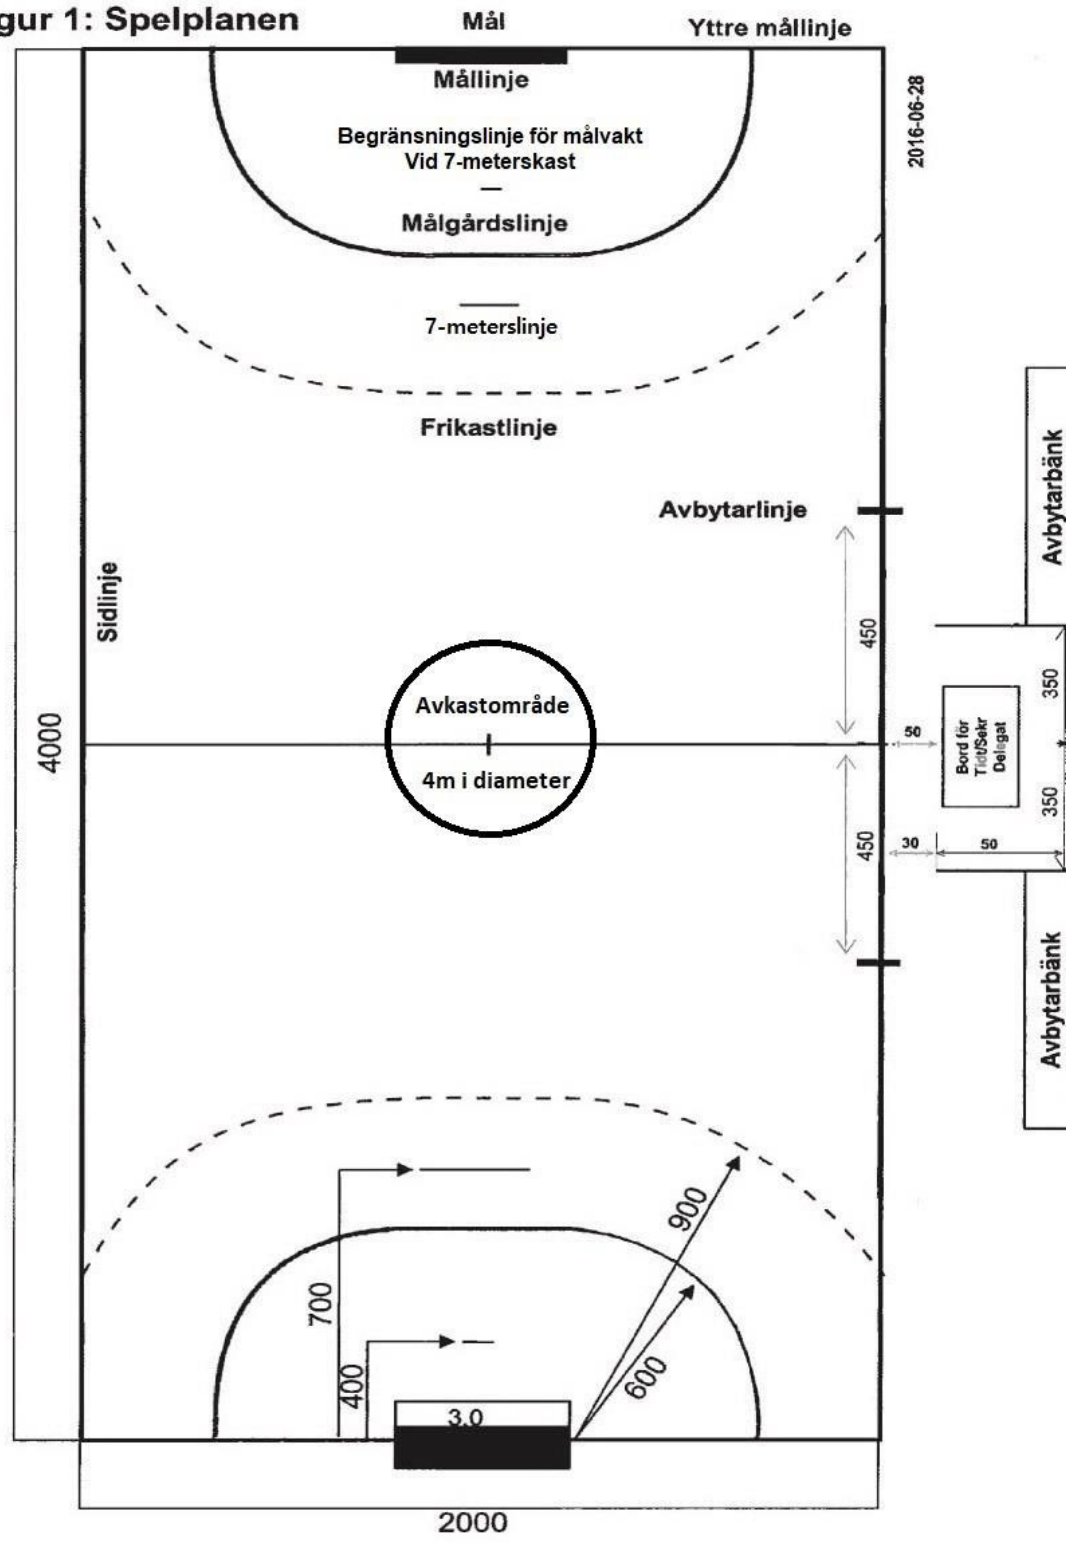 gur 1: Spelplanen
Mål
Yttre mållinje
Mållinje
2016-06-28
Begränsningslinje för målvakt
Vid 7-meterskast
Målgårdslinje
7-meterslinje
Frikastlinje
Avbytarbänk
Avbytarlinje
Sidlinje
450
350
Avkastområde
4000
50
Bord för
Tidt/Sekr
Delegat
4m i diameter
350
450
30
50
Avbytarbänk
900
700
600
400
3.0
2000